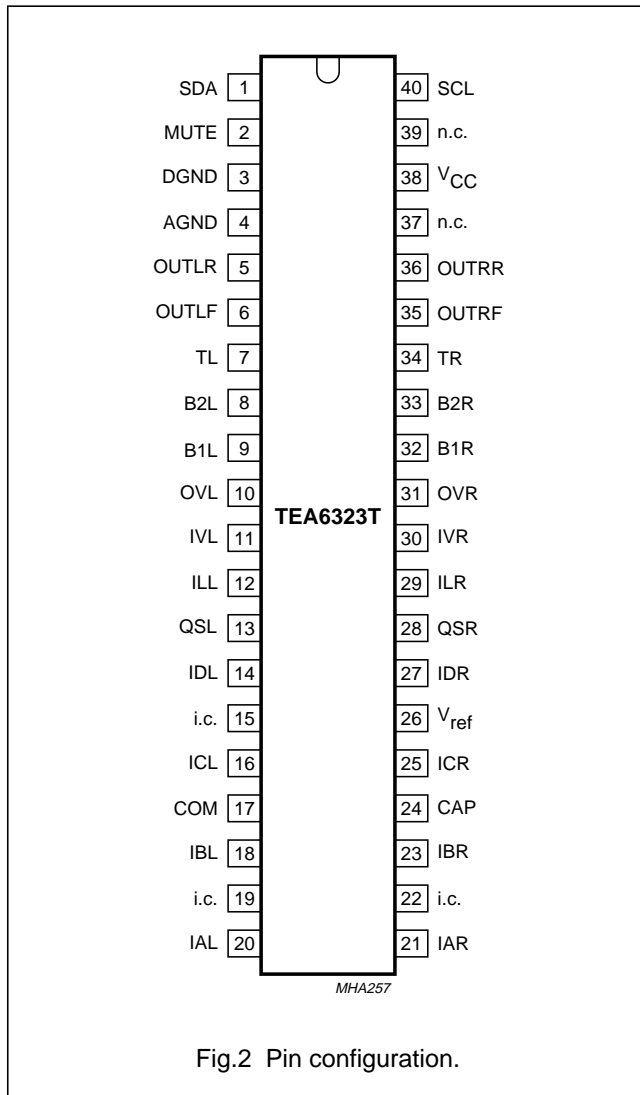 SDA 1 40 SCL
MUTE 2 39 n.c.
DGND 3 38 VCC
AGND 4 37 n.c.
OUTLR 5 36 OUTRR
OUTLF 6 35 OUTRF
TL 7 34 TR
B2L 8 33 B2R
B1L 9 32 B1R
OVL 10 31 OVR
TEA6323T
IVL 11 30 IVR
ILL 12 29 ILR
QSL 13 28 QSR
IDL 14 27 IDR
i.c. 15 26 Vref
ICL 16 25 ICR
COM 17 24 CAP
IBL 18 23 IBR
i.c. 19 22 i.c.
IAL 20 21 IAR
MHA257
Fig.2 Pin configuration.